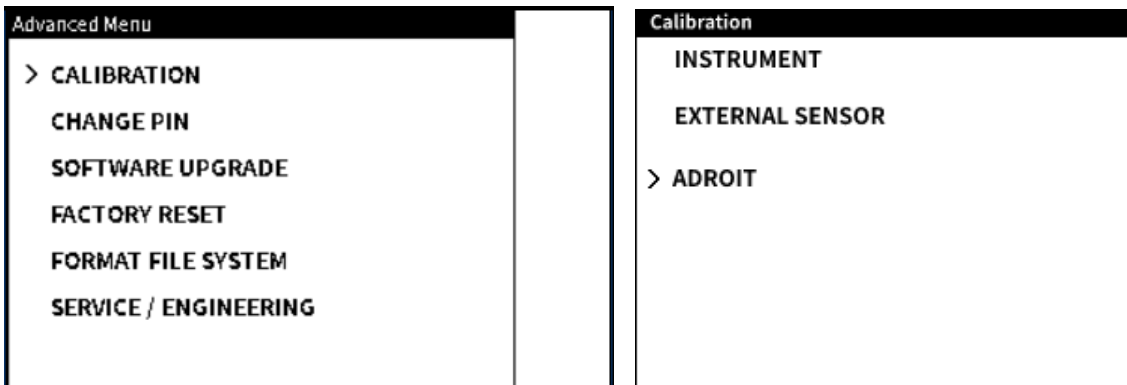 Advanced Menu
> CALIBRATION
CHANGE PIN
SOFTWARE UPGRADE
FACTORY RESET
FORMAT FILE SYSTEM
SERVICE / ENGINEERING
Calibration
INSTRUMENT
EXTERNAL SENSOR
> ADROIT